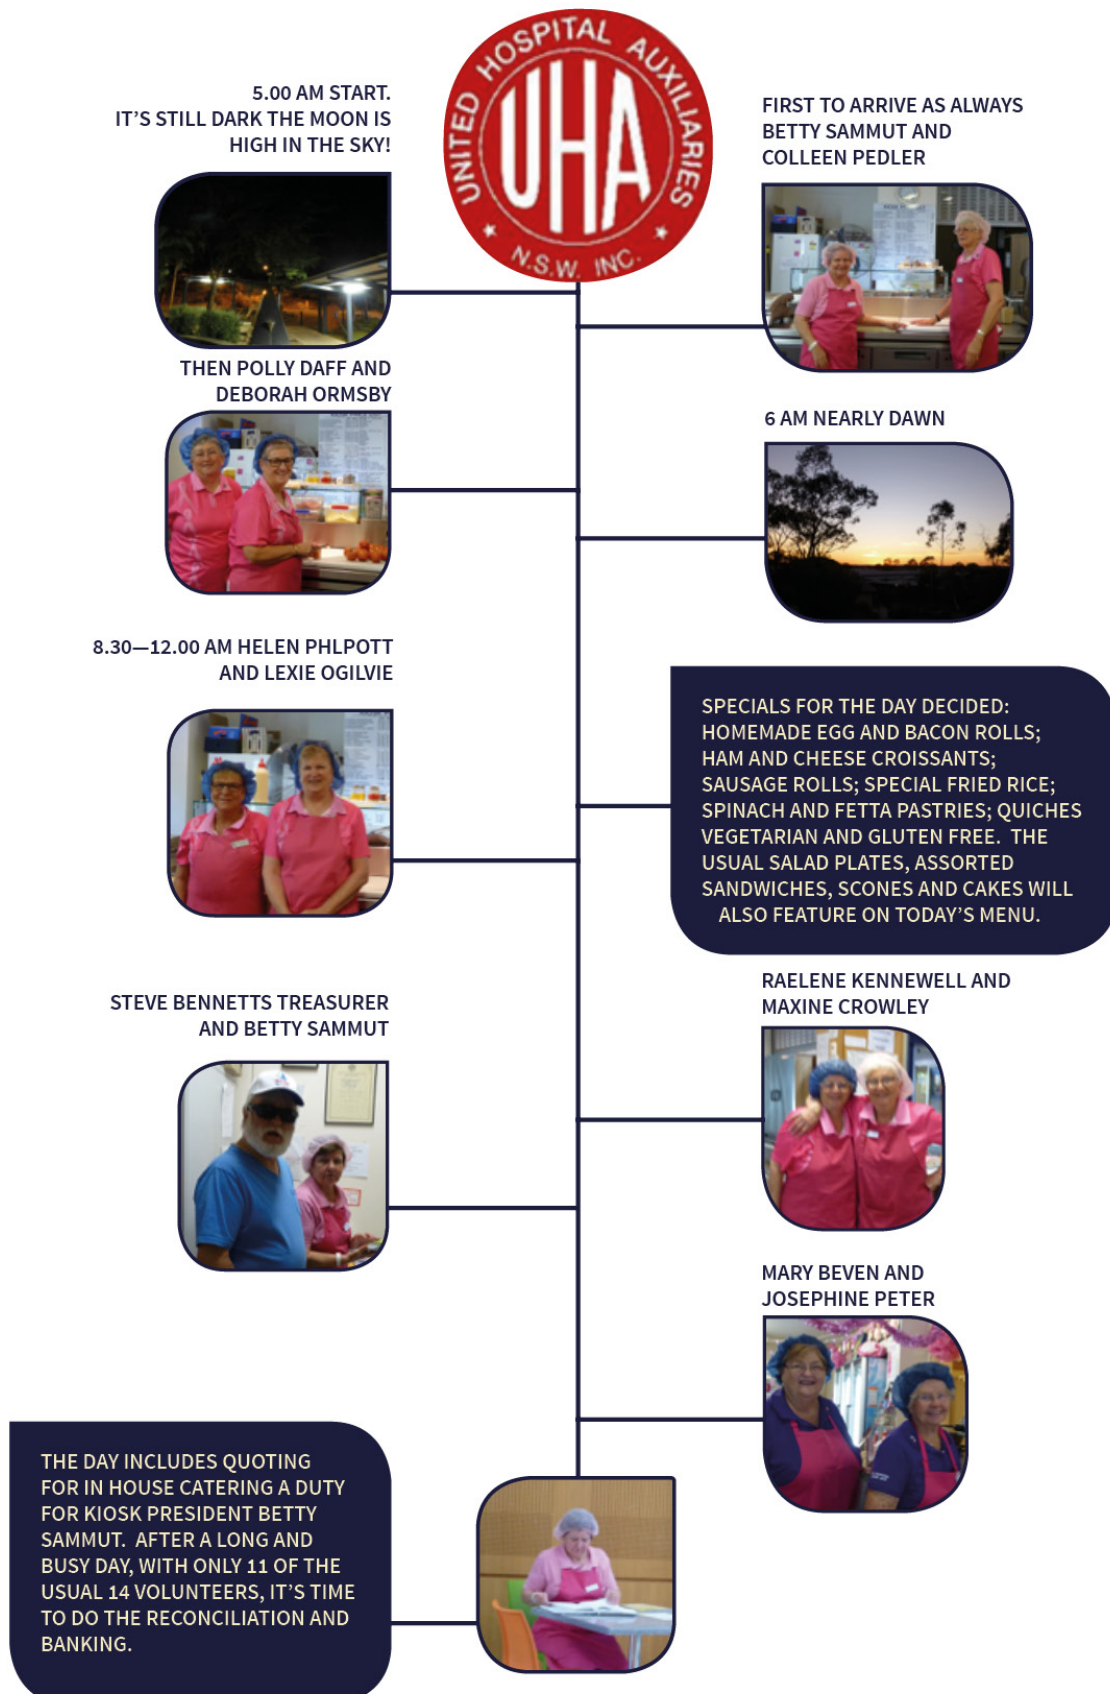 UNITED HOSPITAL AUXILIARIES
UHA
N.S.W. INC.
5.00 AM START.
IT'S STILL DARK THE MOON IS
HIGH IN THE SKY!
FIRST TO ARRIVE AS ALWAYS
BETTY SAMMUT AND
COLLEEN PEDLER
THEN POLLY DAFF AND
DEBORAH ORMSBY
6 AM NEARLY DAWN
8.30—12.00 AM HELEN PHLPOTT
AND LEXIE OGILVIE
SPECIALS FOR THE DAY DECIDED:
HOMEMADE EGG AND BACON ROLLS;
HAM AND CHEESE CROISSANTS;
SAUSAGE ROLLS; SPECIAL FRIED RICE;
SPINACH AND FETTA PASTRIES; QUICHES
VEGETARIAN AND GLUTEN FREE.  THE
USUAL SALAD PLATES, ASSORTED
SANDWICHES, SCONES AND CAKES WILL
ALSO FEATURE ON TODAY'S MENU.
STEVE BENNETTS TREASURER
AND BETTY SAMMUT
RAELENE KENNEWELL AND
MAXINE CROWLEY
MARY BEVEN AND
JOSEPHINE PETER
THE DAY INCLUDES QUOTING
FOR IN HOUSE CATERING A DUTY
FOR KIOSK PRESIDENT BETTY
SAMMUT.  AFTER A LONG AND
BUSY DAY, WITH ONLY 11 OF THE
USUAL 14 VOLUNTEERS, IT'S TIME
TO DO THE RECONCILIATION AND
BANKING.